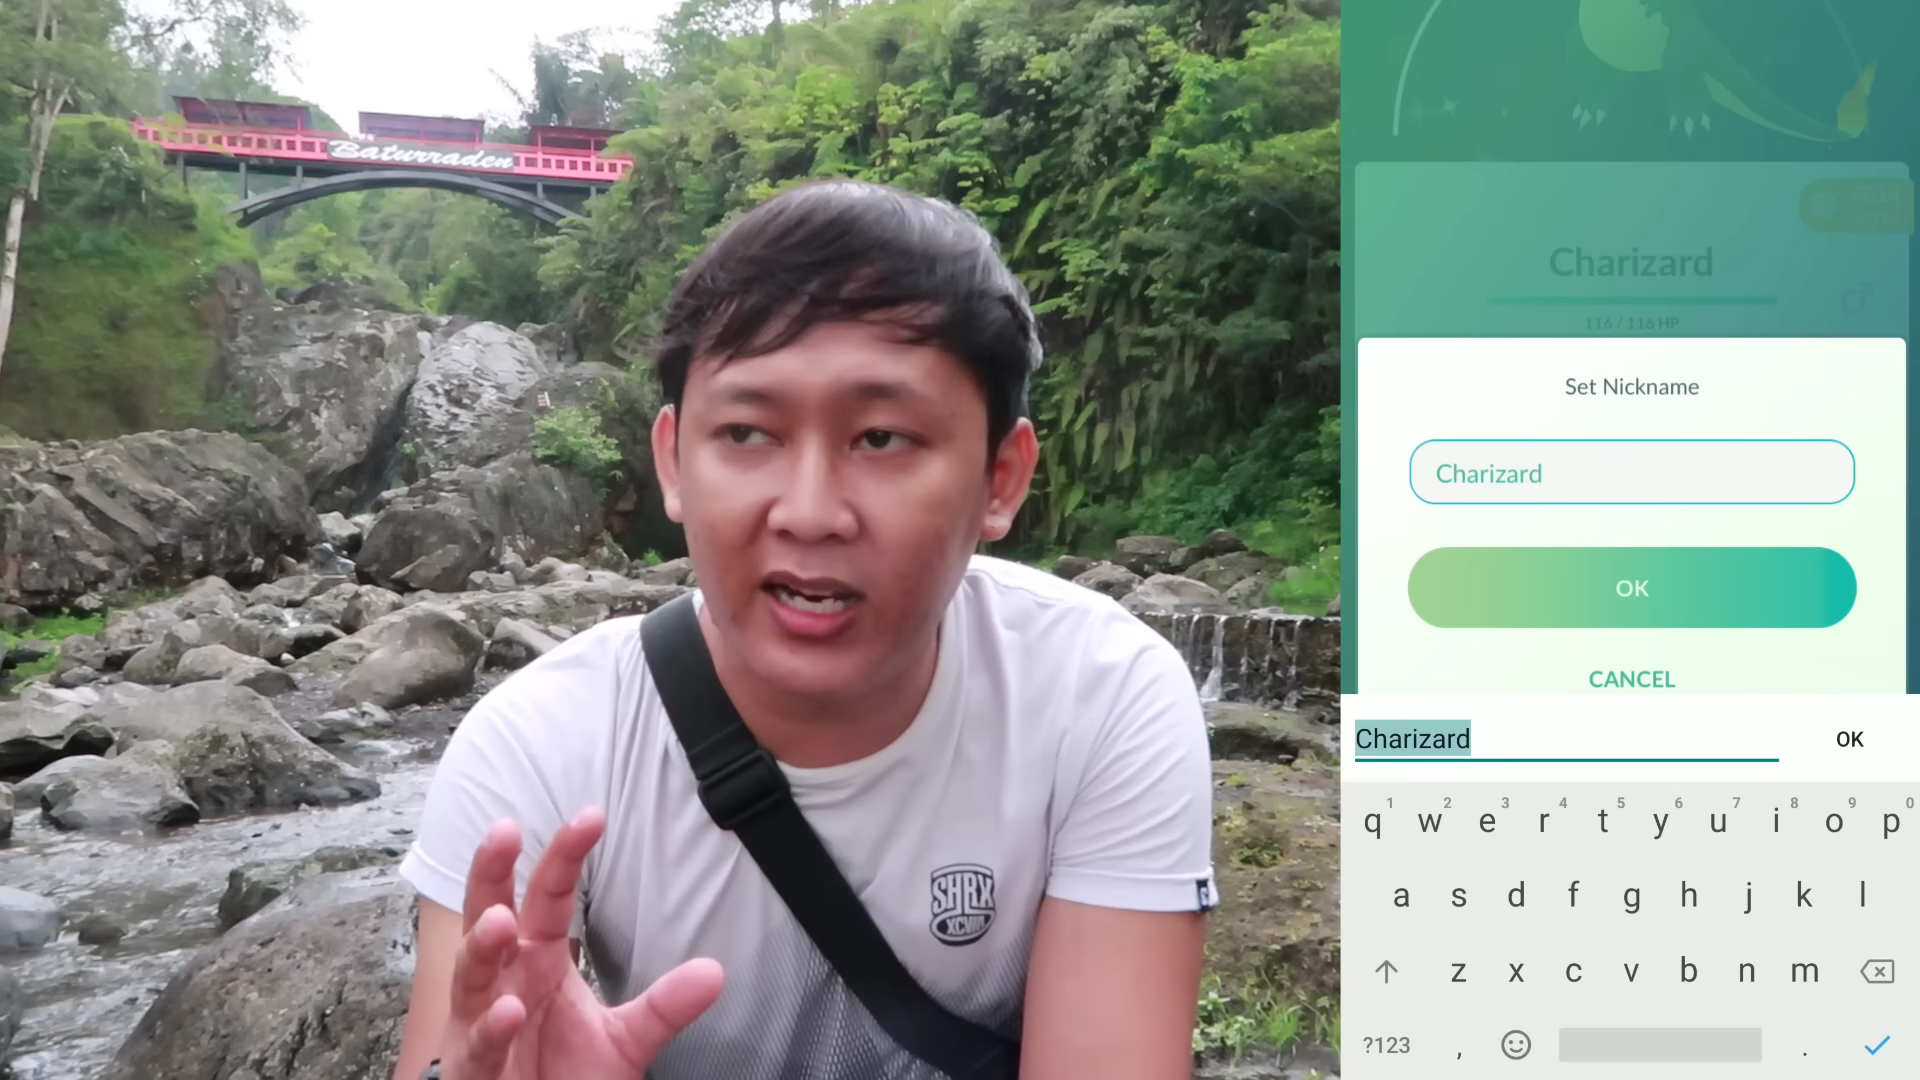 Baturraden
SHRX
XCVIII
Charizard
116 / 116 HP
Set Nickname
Charizard
OK
CANCEL
Charizard
OK
1 2 3 4 5 6 7 8 9 0
q w e r t y u i o p
a s d f g h j k l
z x c v b n m
?123 , .